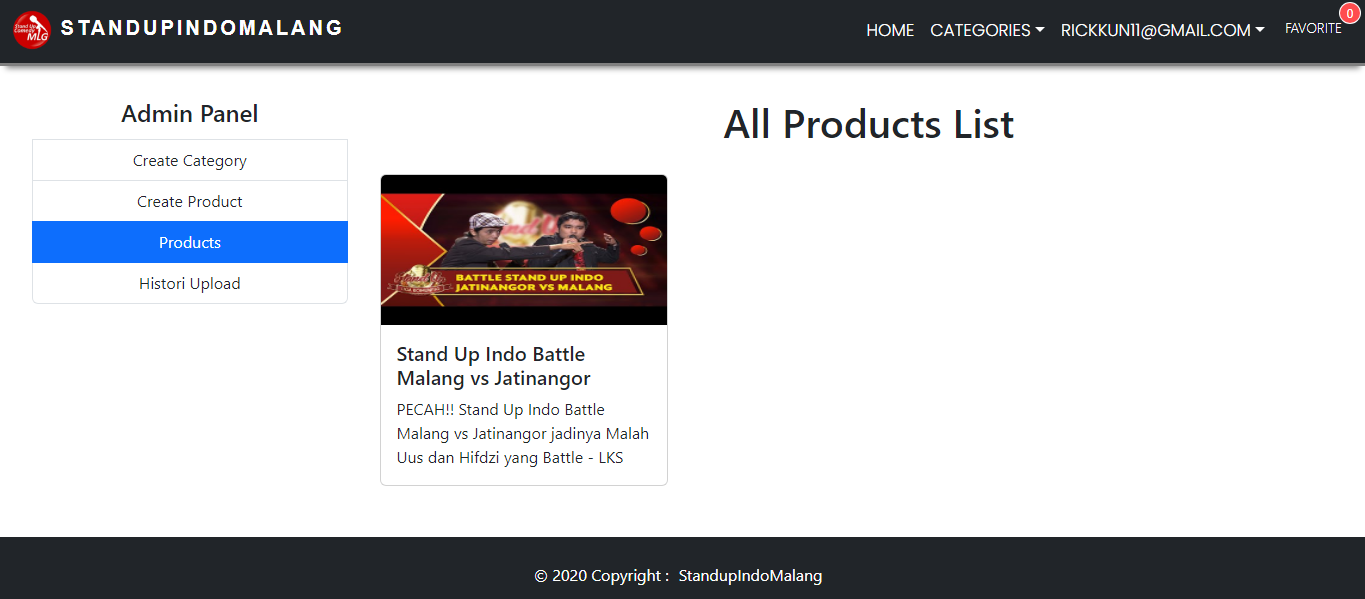 Stand Up
Comedy
MLG
STANDUPINDOMALANG
HOME
CATEGORIES
RICKKUN11@GMAIL.COM
FAVORITE
0
Admin Panel
Create Category
Create Product
Products
Histori Upload
All Products List
BATTLE STAND UP INDO
JATINANGOR VS MALANG
Stand Up Indo Battle
Malang vs Jatinangor
PECAH!! Stand Up Indo Battle
Malang vs Jatinangor jadinya Malah
Uus dan Hifdzi yang Battle - LKS
© 2020 Copyright : StandupIndoMalang